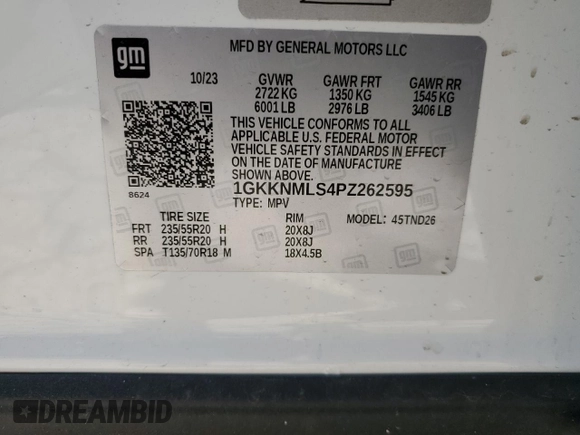 gm
MFD BY GENERAL MOTORS LLC
10/23 GVWR GAWR FRT GAWR RR
2722 KG 1350 KG 1545 KG
6001 LB 2976 LB 3406 LB
THIS VEHICLE CONFORMS TO ALL
APPLICABLE U.S. FEDERAL MOTOR
VEHICLE SAFETY STANDARDS IN EFFECT
ON THE DATE OF MANUFACTURE
SHOWN ABOVE.
8624
1GKKNMLS4PZ262595
TYPE: MPV
TIRE SIZE RIM MODEL: 4STND26
FRT 235/55R20 H 20X8J
RR 235/55R20 H 20X8J
SPA T135/70R18 M 18X4.5B
DREAMBID